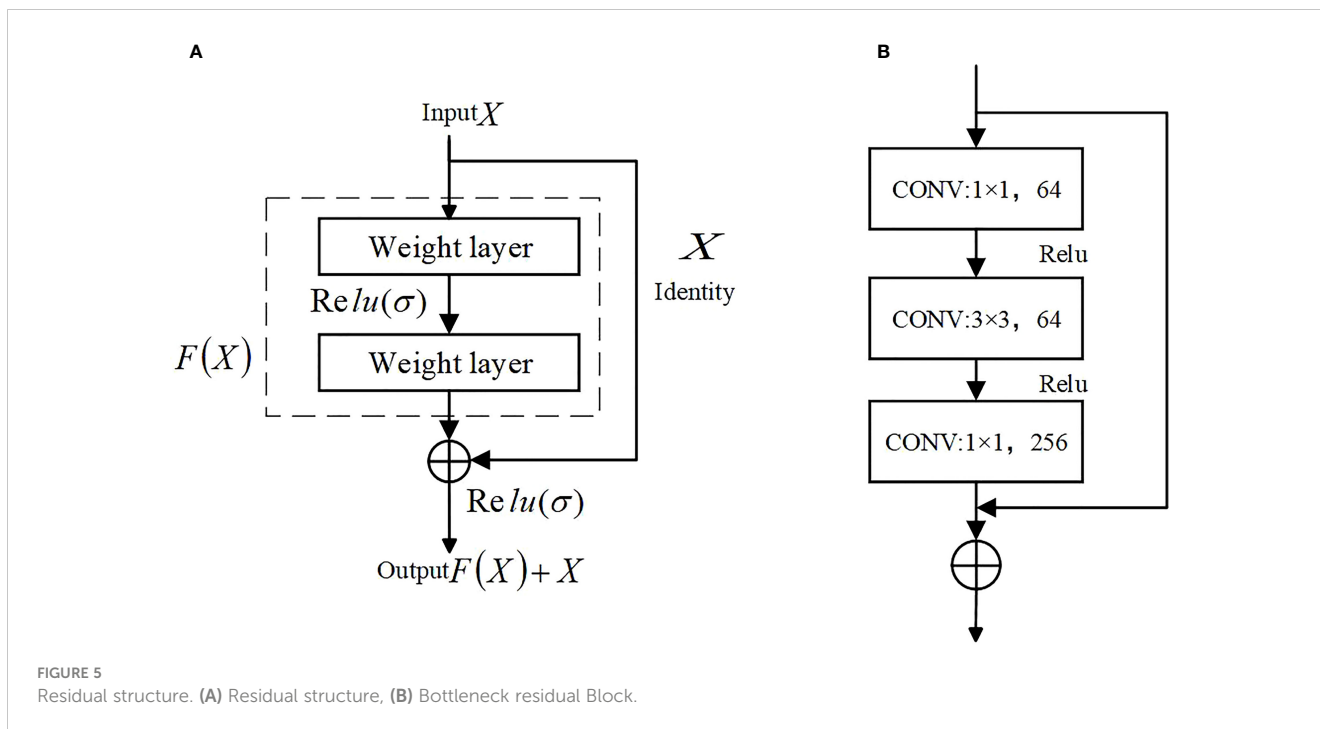 A
Input X
Weight layer
Relu(σ)
Weight layer
F(X)
X
Identity
Relu(σ)
Output F(X) + X
B
CONV:1×1，64
Relu
CONV:3×3，64
Relu
CONV:1×1，256
FIGURE 5
Residual structure. (A) Residual structure, (B) Bottleneck residual Block.